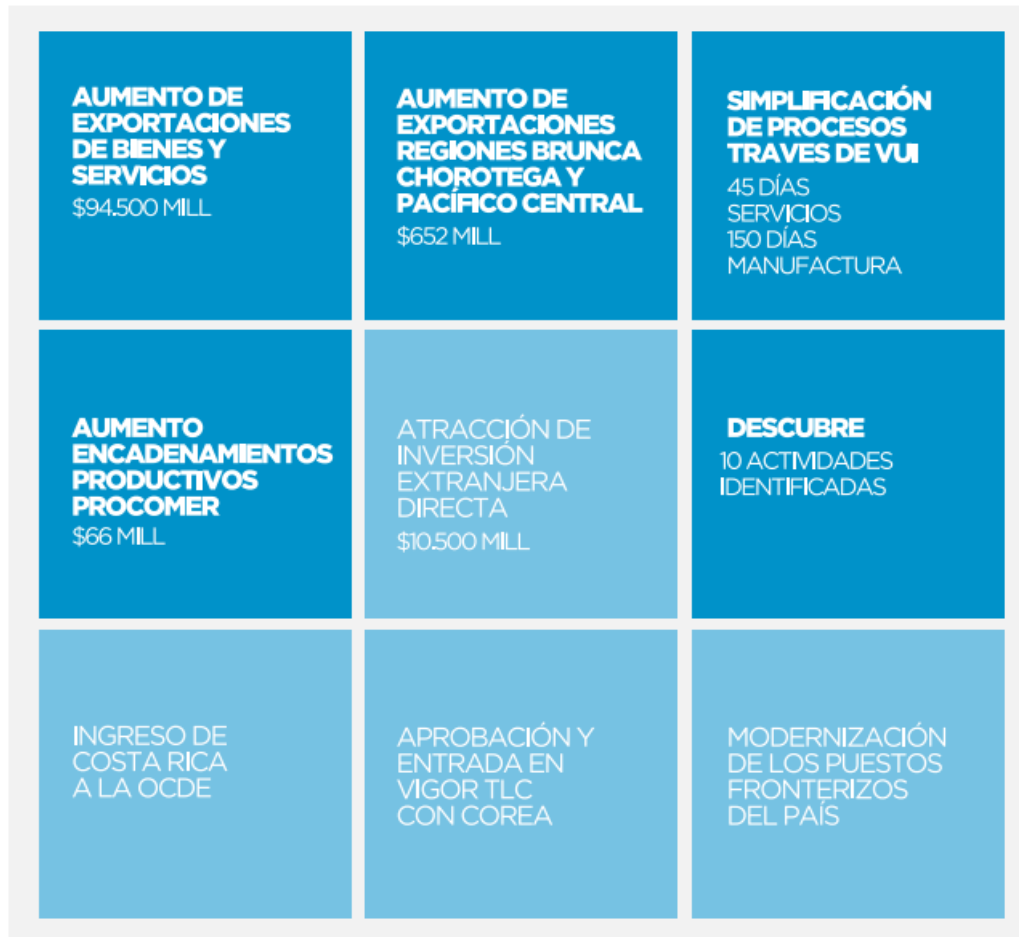 AUMENTO DE
EXPORTACIONES
DE BIENES Y
SERVICIOS
$94.500 MILL
AUMENTO DE
EXPORTACIONES
REGIONES BRUNCA
CHOROTEGA Y
PACÍFICO CENTRAL
$652 MILL
SIMPLIFICACIÓN
DE PROCESOS
TRAVES DE VUI
45 DÍAS
SERVICIOS
150 DÍAS
MANUFACTURA
AUMENTO
ENCADENAMIENTOS
PRODUCTIVOS
PROCOMER
$66 MILL
ATRACCIÓN DE
INVERSIÓN
EXTRANJERA
DIRECTA
$10.500 MILL
DESCUBRE
10 ACTIVIDADES
IDENTIFICADAS
INGRESO DE
COSTA RICA
A LA OCDE
APROBACIÓN Y
ENTRADA EN
VIGOR TLC
CON COREA
MODERNIZACIÓN
DE LOS PUESTOS
FRONTERIZOS
DEL PAÍS